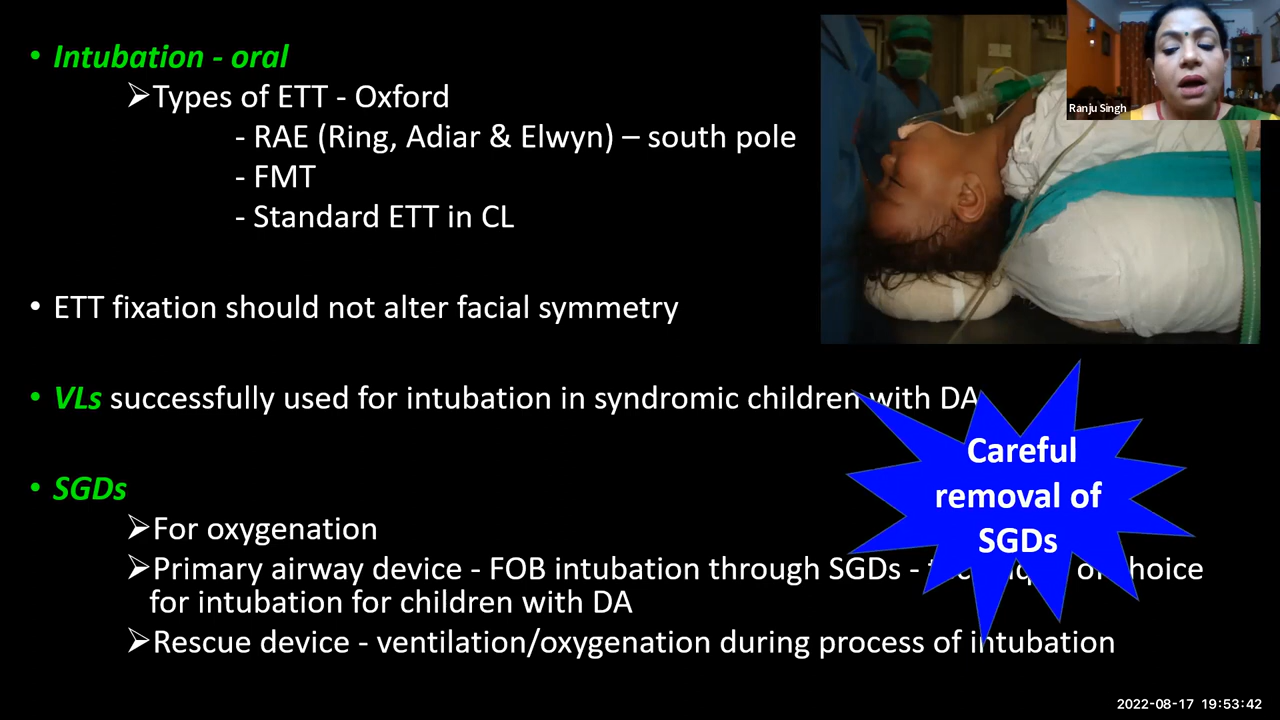 • Intubation - oral
➢Types of ETT - Oxford
- RAE (Ring, Adiar & Elwyn) – south pole
- FMT
- Standard ETT in CL
• ETT fixation should not alter facial symmetry
• VLs successfully used for intubation in syndromic children with DA
• SGDs
➢For oxygenation
➢Primary airway device - FOB intubation through SGDs - of choice
for intubation for children with DA
➢Rescue device - ventilation/oxygenation during process of intubation
Careful
removal of
SGDs
Ranju Singh
2022-08-17 19:53:42